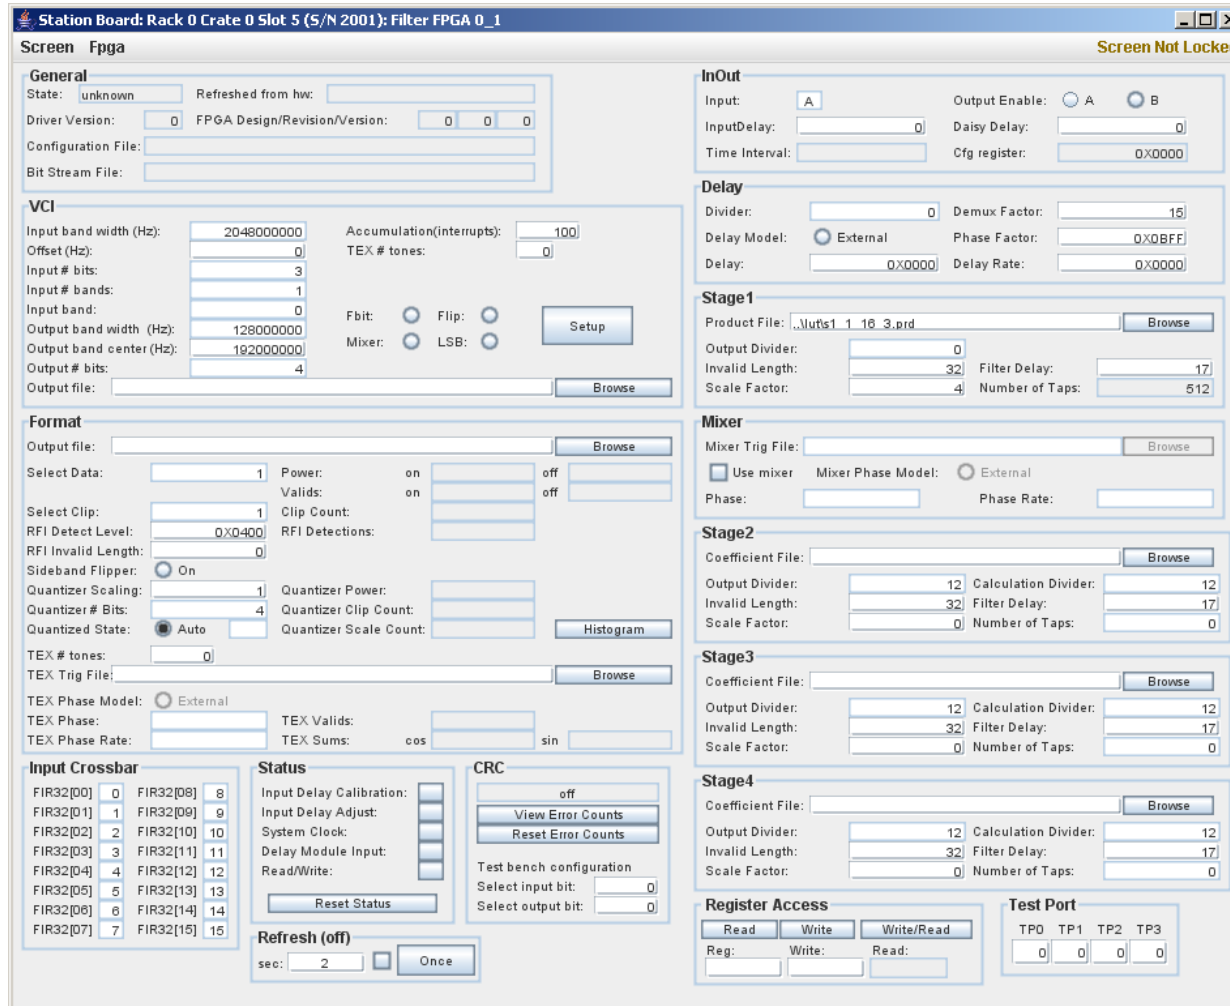 Station Board: Rack 0 Crate 0 Slot 5 (S/N 2001): Filter FPGA 0_1
Screen Fpga Screen Not Locke
General
State: unknown Refreshed from hw:
Driver Version: 0 FPGA Design/Revision/Version: 0 0 0
Configuration File:
Bit Stream File:
VCI
Input band width (Hz): 2048000000 Accumulation(interrupts): 100
Offset (Hz): 0 TEX # tones: 0
Input # bits: 3
Input # bands: 1
Input band: 0
Output band width (Hz): 128000000
Output band center (Hz): 192000000
Output # bits: 4
Fbit: Flip:
Mixer: LSB:
Setup
Output file: Browse
Format
Output file: Browse
Select Data: 1 Power: on off
Valids: on off
Select Clip: 1 Clip Count:
RFI Detect Level: 0X0400 RFI Detections:
RFI Invalid Length: 0
Sideband Flipper: On
Quantizer Scaling: 1 Quantizer Power:
Quantizer # Bits: 4 Quantizer Clip Count:
Quantized State: Auto Quantizer Scale Count: Histogram
TEX # tones: 0
TEX Trig File: Browse
TEX Phase Model: External
TEX Phase: TEX Valids:
TEX Phase Rate: TEX Sums: cos sin
Input Crossbar
FIR32[00] 0 FIR32[08] 8
FIR32[01] 1 FIR32[09] 9
FIR32[02] 2 FIR32[10] 10
FIR32[03] 3 FIR32[11] 11
FIR32[04] 4 FIR32[12] 12
FIR32[05] 5 FIR32[13] 13
FIR32[06] 6 FIR32[14] 14
FIR32[07] 7 FIR32[15] 15
Status
Input Delay Calibration:
Input Delay Adjust:
System Clock:
Delay Module Input:
Read/Write:
Reset Status
Refresh (off)
sec: 2 Once
CRC
off
View Error Counts
Reset Error Counts
Test bench configuration
Select input bit: 0
Select output bit: 0
InOut
Input: A Output Enable: A B
InputDelay: 0 Daisy Delay: 0
Time Interval: Cfg register: 0X0000
Delay
Divider: 0 Demux Factor: 15
Delay Model: External Phase Factor: 0X0BFF
Delay: 0X0000 Delay Rate: 0X0000
Stage1
Product File: ..\lut\s1_1_16_3.prd Browse
Output Divider: 0
Invalid Length: 32 Filter Delay: 17
Scale Factor: 4 Number of Taps: 512
Mixer
Mixer Trig File: Browse
Use mixer Mixer Phase Model: External
Phase: Phase Rate:
Stage2
Coefficient File: Browse
Output Divider: 12 Calculation Divider: 12
Invalid Length: 32 Filter Delay: 17
Scale Factor: 0 Number of Taps: 0
Stage3
Coefficient File: Browse
Output Divider: 12 Calculation Divider: 12
Invalid Length: 32 Filter Delay: 17
Scale Factor: 0 Number of Taps: 0
Stage4
Coefficient File: Browse
Output Divider: 12 Calculation Divider: 12
Invalid Length: 32 Filter Delay: 17
Scale Factor: 0 Number of Taps: 0
Register Access
Read Write Write/Read
Reg: Write: Read:
Test Port
TP0 TP1 TP2 TP3
0 0 0 0